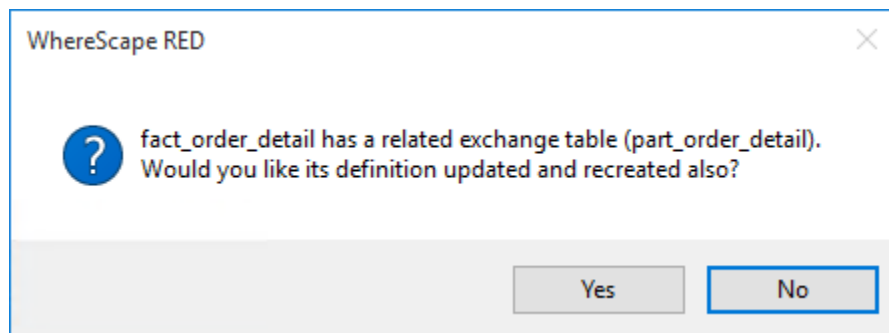 WhereScape RED
fact_order_detail has a related exchange table (part_order_detail).
Would you like its definition updated and recreated also?
Yes
No